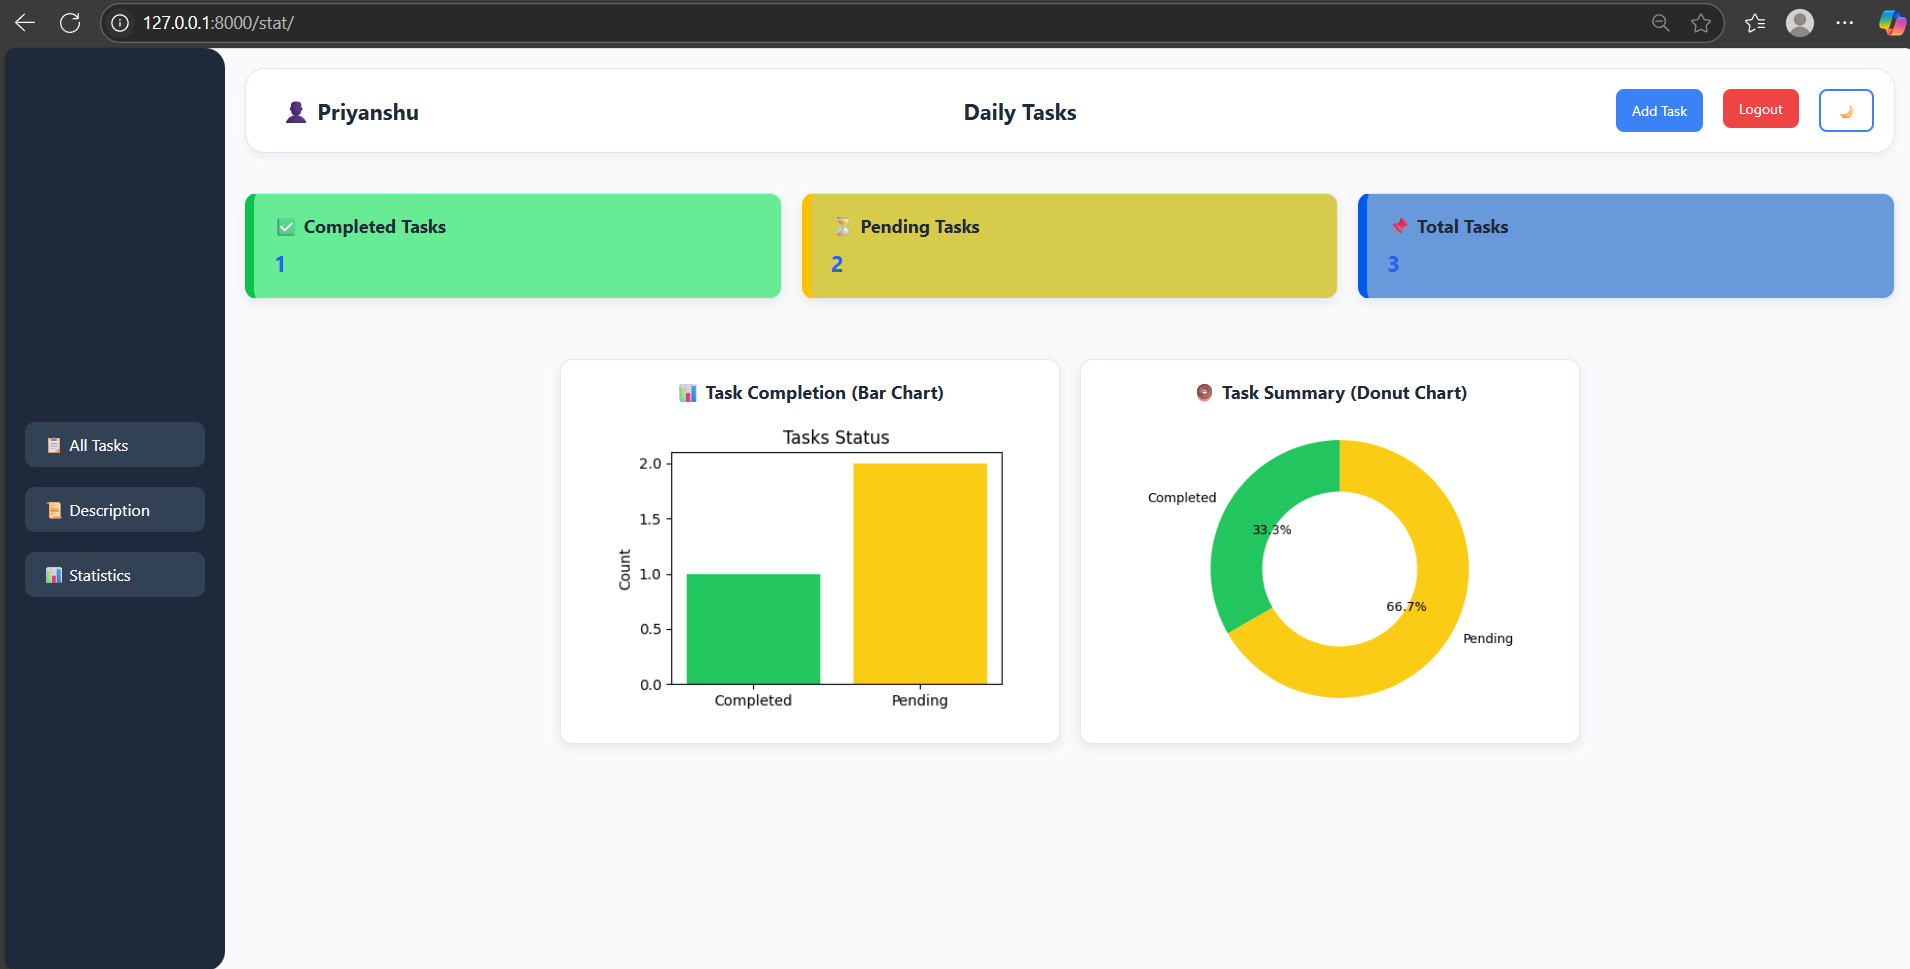 127.0.0.1:8000/stat/
Priyanshu
Daily Tasks
Add Task
Logout
All Tasks
Description
Statistics
Completed Tasks
1
Pending Tasks
2
Total Tasks
3
Task Completion (Bar Chart)
Tasks Status
2.0
1.5
1.0
0.5
0.0
Count
Completed
Pending
Task Summary (Donut Chart)
Completed
33.3%
66.7%
Pending